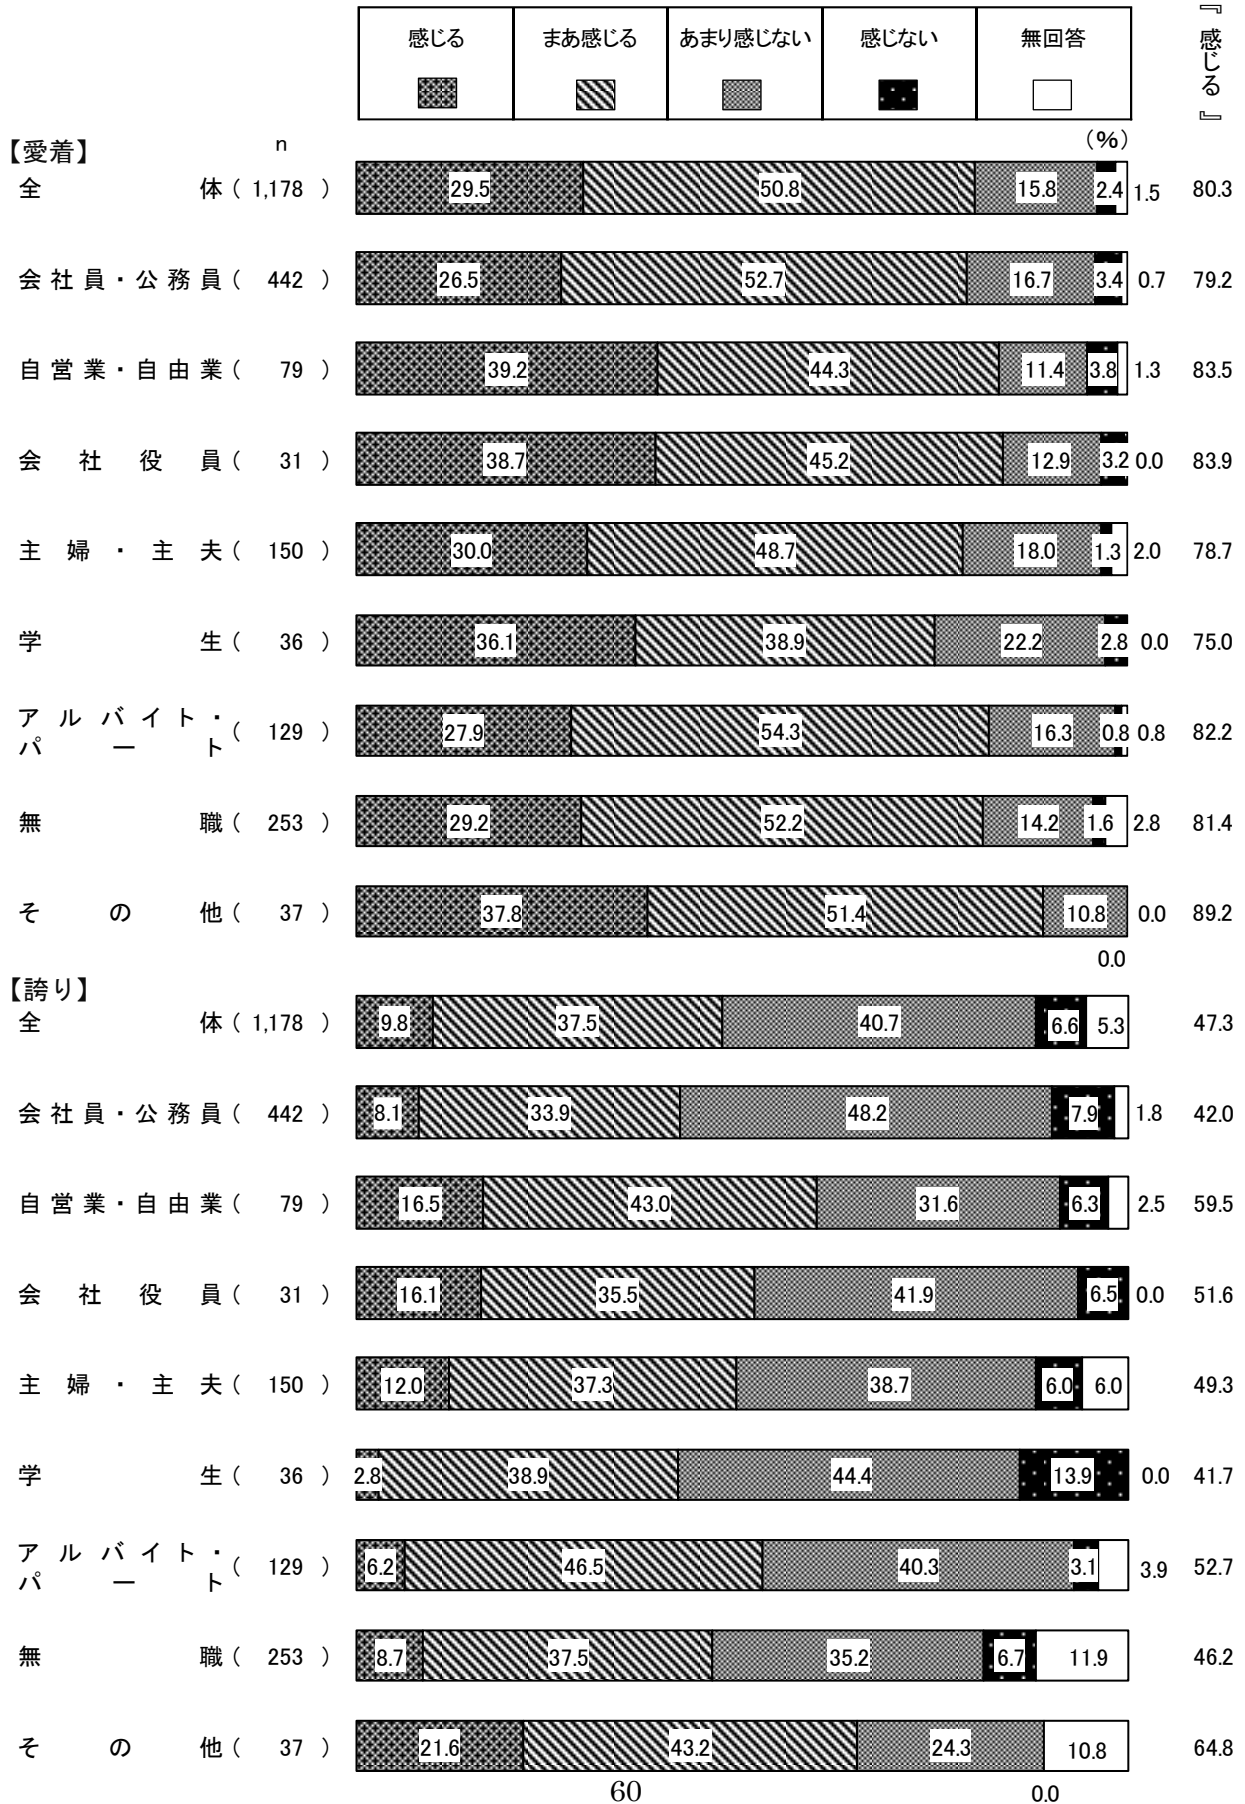 感じる まあ感じる あまり感じない 感じない 無回答
『感じる』
【愛着】 n (%)
全体 ( 1,178 ) 29.5 50.8 15.8 2.4 1.5 80.3
会社員・公務員 ( 442 ) 26.5 52.7 16.7 3.4 0.7 79.2
自営業・自由業 ( 79 ) 39.2 44.3 11.4 3.8 1.3 83.5
会社役員 ( 31 ) 38.7 45.2 12.9 3.2 0.0 83.9
主婦・主夫 ( 150 ) 30.0 48.7 18.0 1.3 2.0 78.7
学生 ( 36 ) 36.1 38.9 22.2 2.8 0.0 75.0
アルバイト・
パート ( 129 ) 27.9 54.3 16.3 0.8 0.8 82.2
無職 ( 253 ) 29.2 52.2 14.2 1.6 2.8 81.4
その他 ( 37 ) 37.8 51.4 10.8 0.0 89.2
0.0
【誇り】
全体 ( 1,178 ) 9.8 37.5 40.7 6.6 5.3 47.3
会社員・公務員 ( 442 ) 8.1 33.9 48.2 7.9 1.8 42.0
自営業・自由業 ( 79 ) 16.5 43.0 31.6 6.3 2.5 59.5
会社役員 ( 31 ) 16.1 35.5 41.9 6.5 0.0 51.6
主婦・主夫 ( 150 ) 12.0 37.3 38.7 6.0 6.0 49.3
学生 ( 36 ) 2.8 38.9 44.4 13.9 0.0 41.7
アルバイト・
パート ( 129 ) 6.2 46.5 40.3 3.1 3.9 52.7
無職 ( 253 ) 8.7 37.5 35.2 6.7 11.9 46.2
その他 ( 37 ) 21.6 43.2 24.3 10.8 64.8
60 0.0